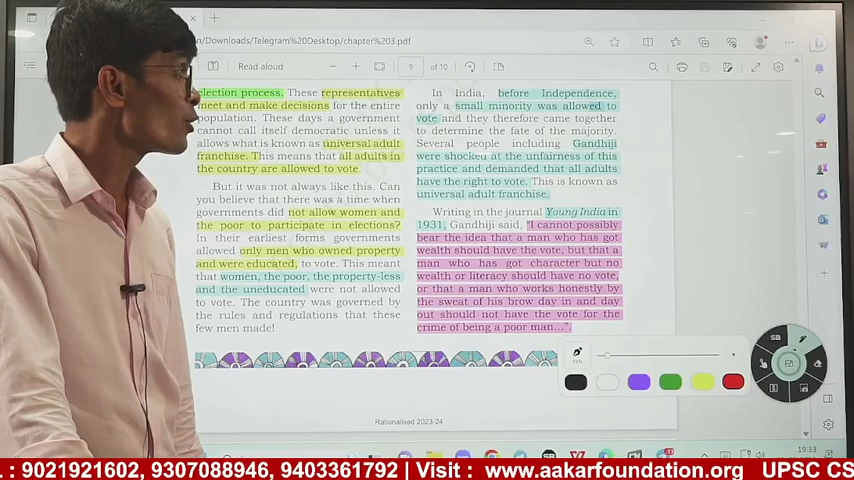 n/Downloads/Telegram%20Desktop/chapter%203.pdf
Read aloud
9
of 10
election process. These representatives
meet and make decisions for the entire
population. These days a government
cannot call itself democratic unless it
allows what is known as universal adult
franchise. This means that all adults in
the country are allowed to vote.
But it was not always like this. Can
you believe that there was a time when
governments did not allow women and
the poor to participate in elections?
In their earliest forms governments
allowed only men who owned property
and were educated, to vote. This meant
that women, the poor, the property-less
and the uneducated were not allowed
to vote. The country was governed by
the rules and regulations that these
few men made!
In India, before Independence,
only a small minority was allowed to
vote and they therefore came together
to determine the fate of the majority.
Several people including Gandhiji
were shocked at the unfairness of this
practice and demanded that all adults
have the right to vote. This is known as
universal adult franchise.
Writing in the journal Young India in
1931, Gandhiji said, "I cannot possibly
bear the idea that a man who has got
wealth should have the vote, but that a
man who has got character but no
wealth or literacy should have no vote,
or that a man who works honestly by
the sweat of his brow day in and day
out should not have the vote for the
crime of being a poor man...".
Rationalised 2023-24
19:33
: 9021921602, 9307088946, 9403361792 | Visit : www.aakarfoundation.org UPSC CS